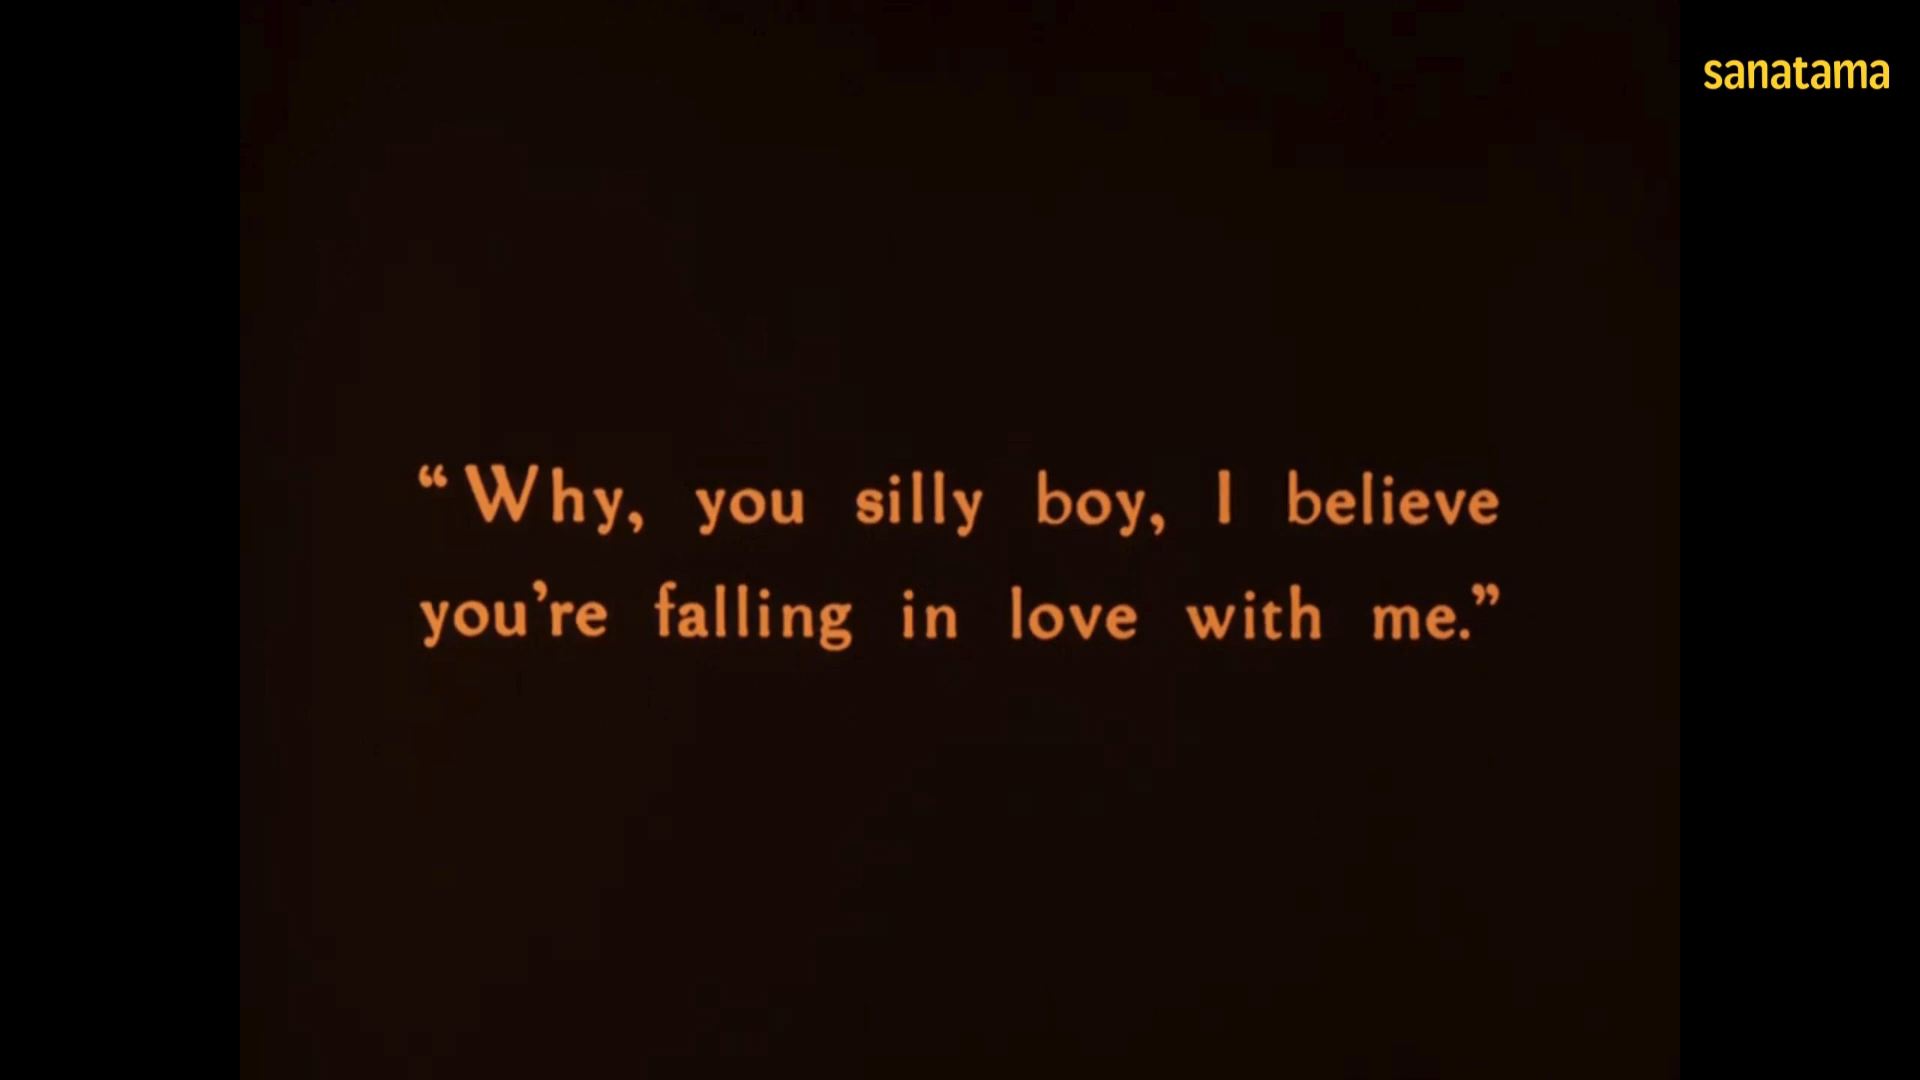 sanatama
“Why, you silly boy, I believe
you’re falling in love with me.”